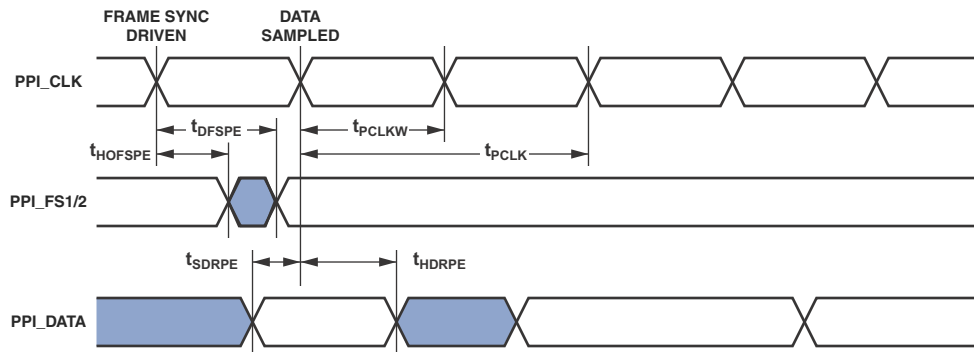 FRAME SYNC
DRIVEN
DATA
SAMPLED
PPI_CLK
tDFSPE
tPCLKW
tHOFSPE
tPCLK
PPI_FS1/2
tSDRPE
tHDRPE
PPI_DATA